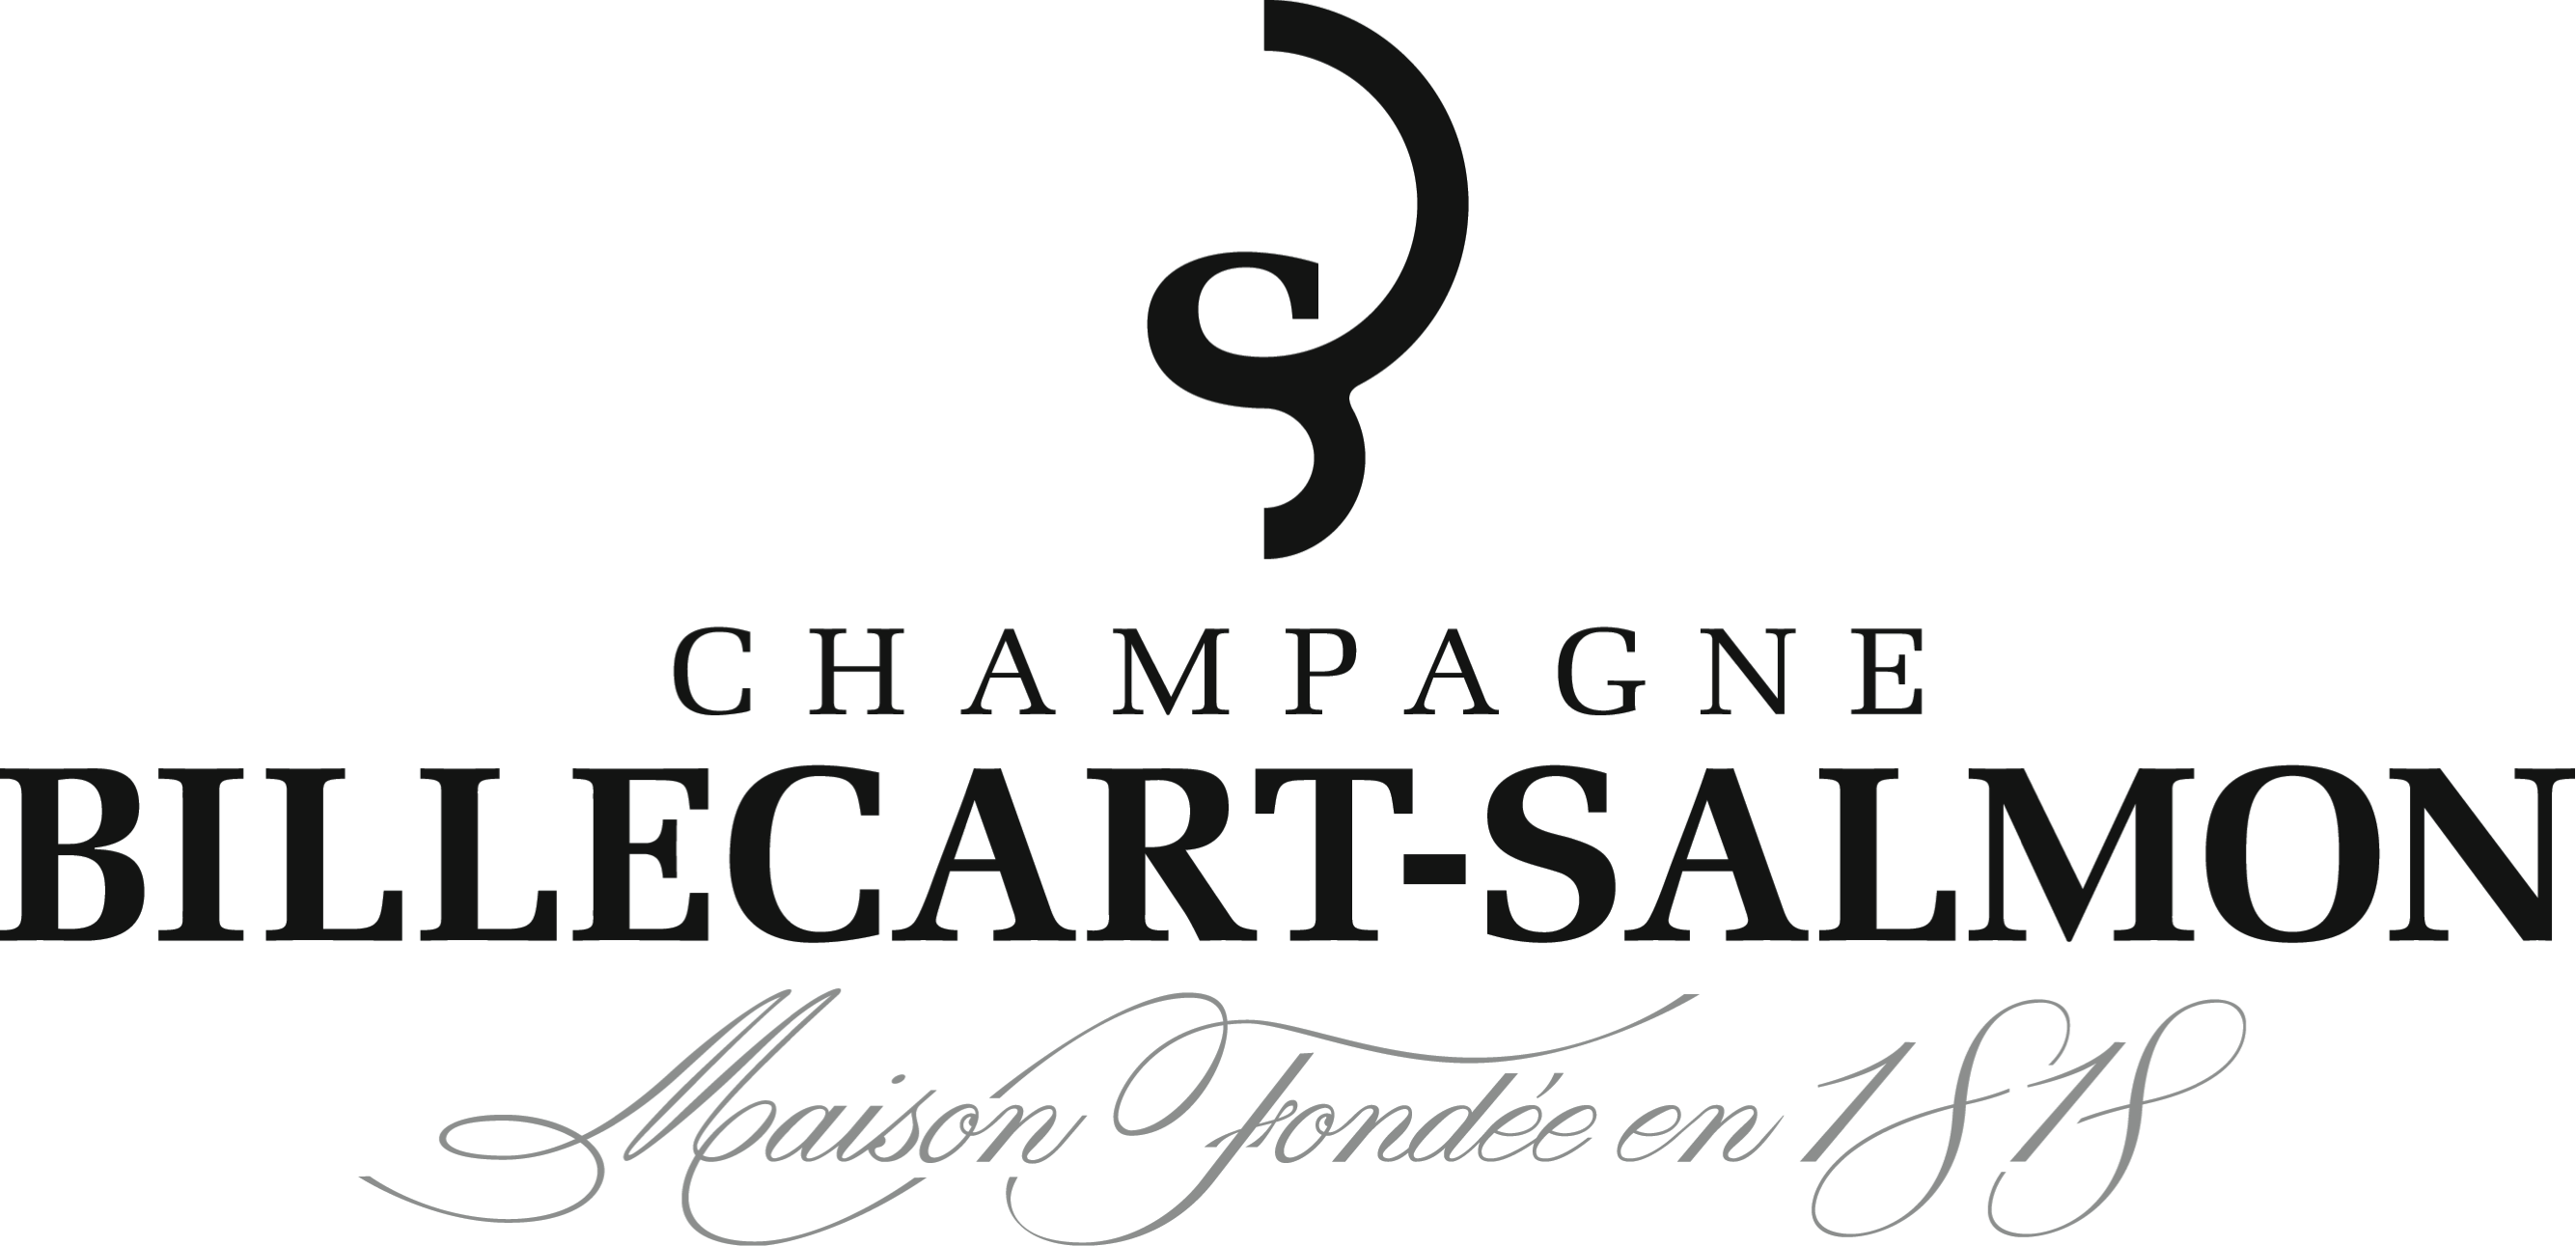 CHAMPAGNE
BILLECART-SALMON
Maison Fondée en 1818